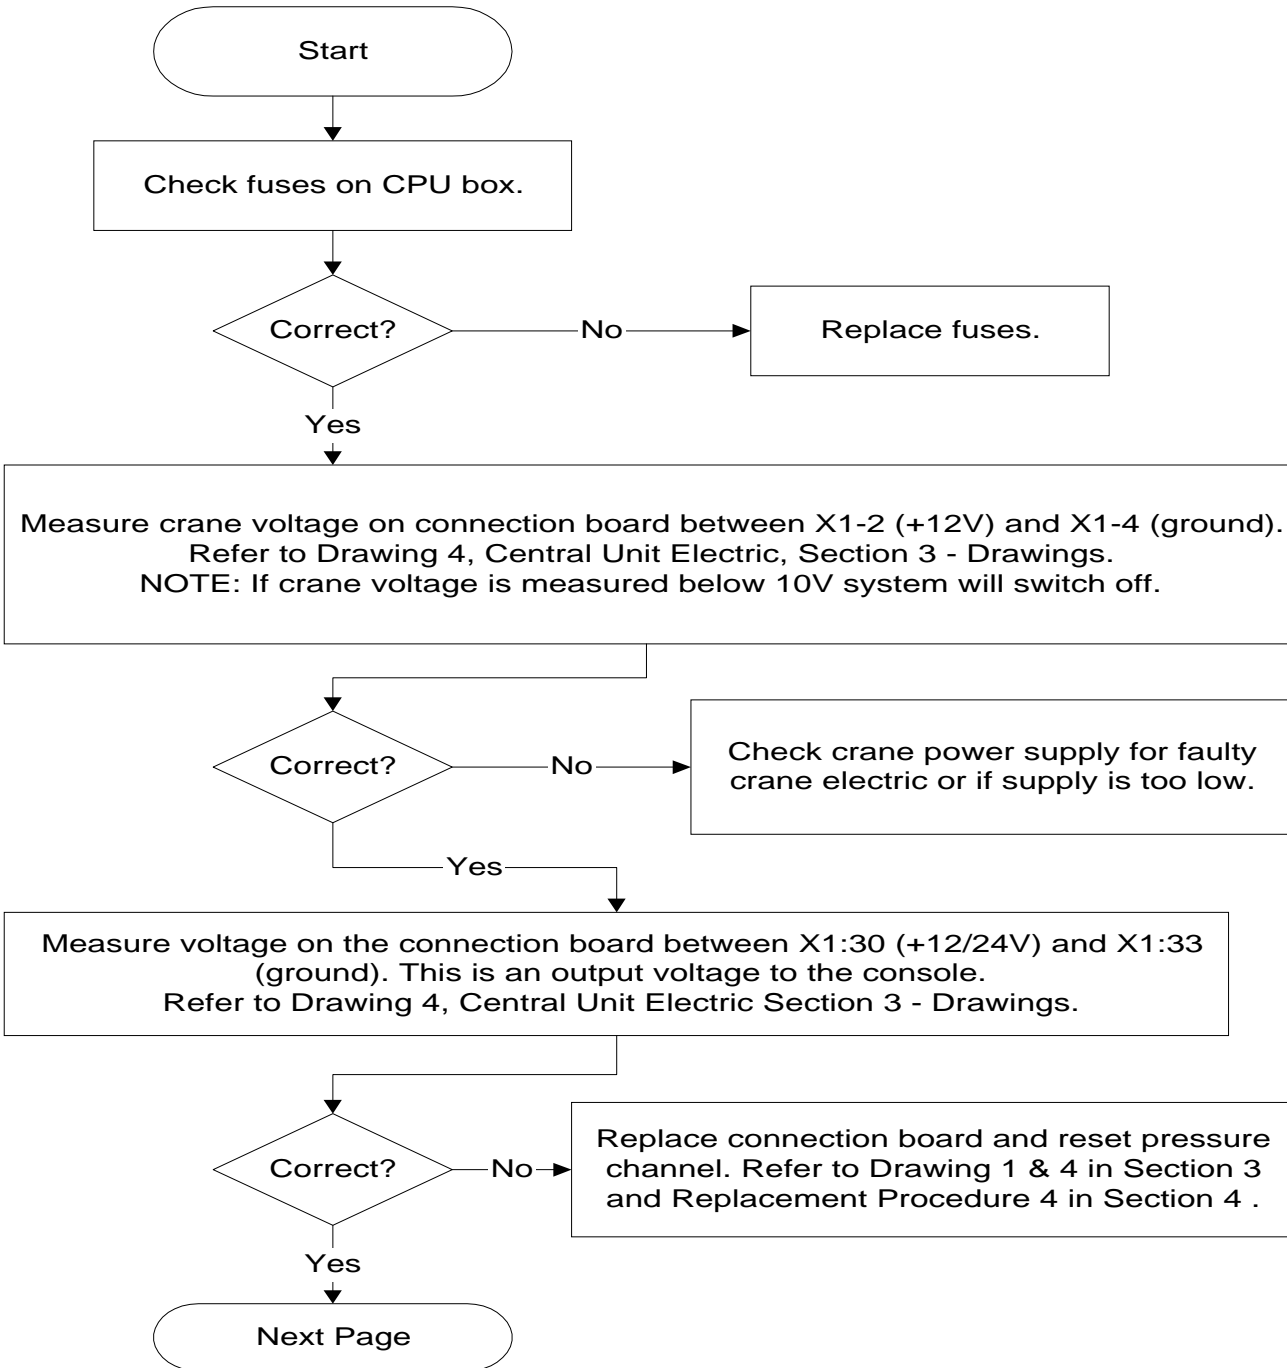 Start
Check fuses on CPU box.
Correct?
No
Replace fuses.
Yes
Measure crane voltage on connection board between X1-2 (+12V) and X1-4 (ground).
Refer to Drawing 4, Central Unit Electric, Section 3 - Drawings.
NOTE: If crane voltage is measured below 10V system will switch off.
Correct?
No
Check crane power supply for faulty
crane electric or if supply is too low.
Yes
Measure voltage on the connection board between X1:30 (+12/24V) and X1:33
(ground). This is an output voltage to the console.
Refer to Drawing 4, Central Unit Electric Section 3 - Drawings.
Correct?
No
Replace connection board and reset pressure
channel. Refer to Drawing 1 & 4 in Section 3
and Replacement Procedure 4 in Section 4 .
Yes
Next Page